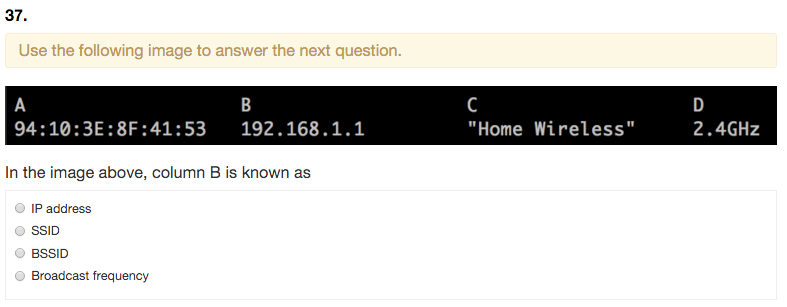 37.
Use the following image to answer the next question.
A B C D
94:10:3E:8F:41:53 192.168.1.1 "Home Wireless" 2.4GHz
In the image above, column B is known as
IP address
SSID
BSSID
Broadcast frequency